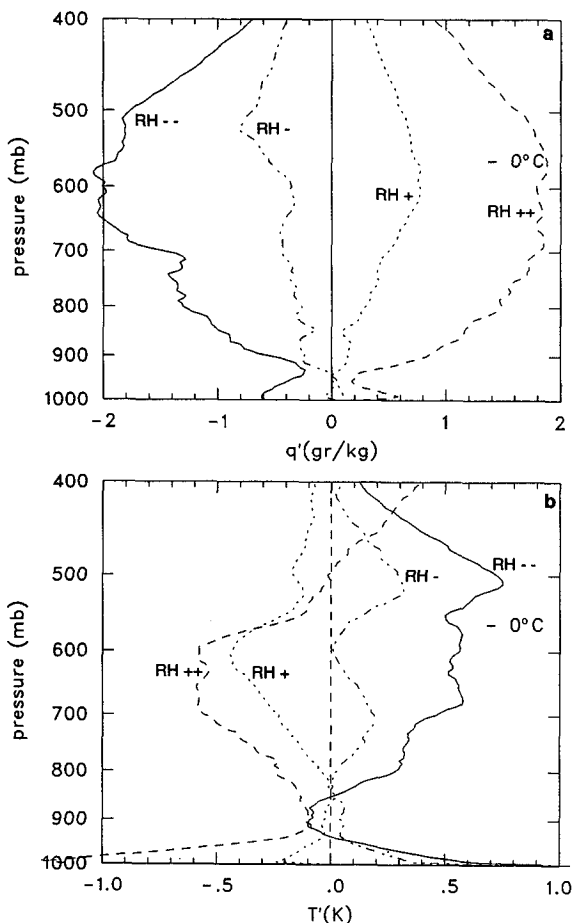 400
a
RH --
RH -
500
- 0°C
600
RH +
RH ++
pressure (mb)
700
800
900
1000
-2
-1
0
1
2
q'(gr/kg)
400
b
RH --
RH -
500
- 0°C
600
RH ++
RH +
pressure (mb)
700
800
900
1000
-1.0
-.5
.0
.5
1.0
T'(K)